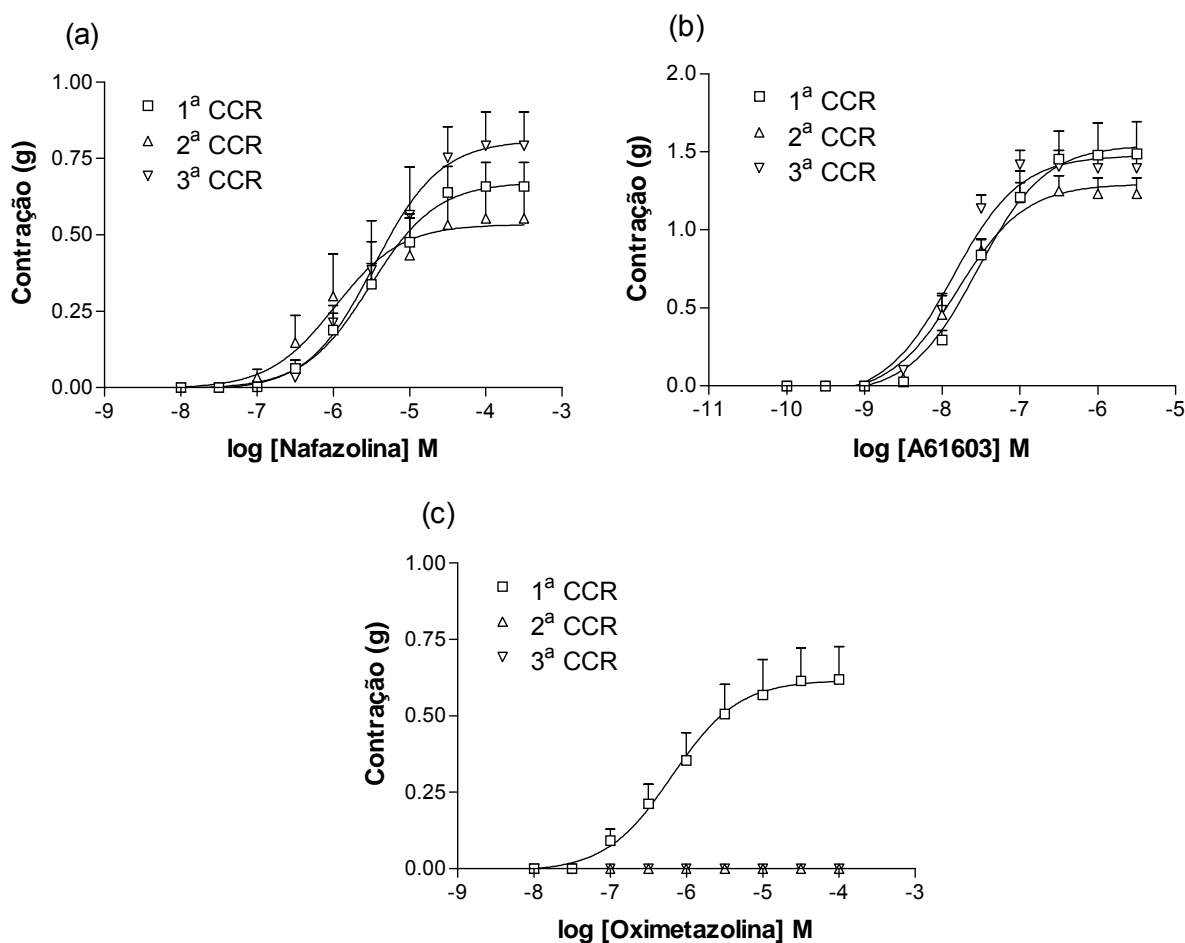 (a)
1.00
0.75
0.50
0.25
0.00
Contração (g)
1ª CCR
2ª CCR
3ª CCR
-9 -8 -7 -6 -5 -4 -3
log [Nafazolina] M
(b)
2.0
1.5
1.0
0.5
0.0
Contração (g)
1ª CCR
2ª CCR
3ª CCR
-11 -10 -9 -8 -7 -6 -5
log [A61603] M
(c)
1.00
0.75
0.50
0.25
0.00
Contração (g)
1ª CCR
2ª CCR
3ª CCR
-9 -8 -7 -6 -5 -4 -3
log [Oximetazolina] M